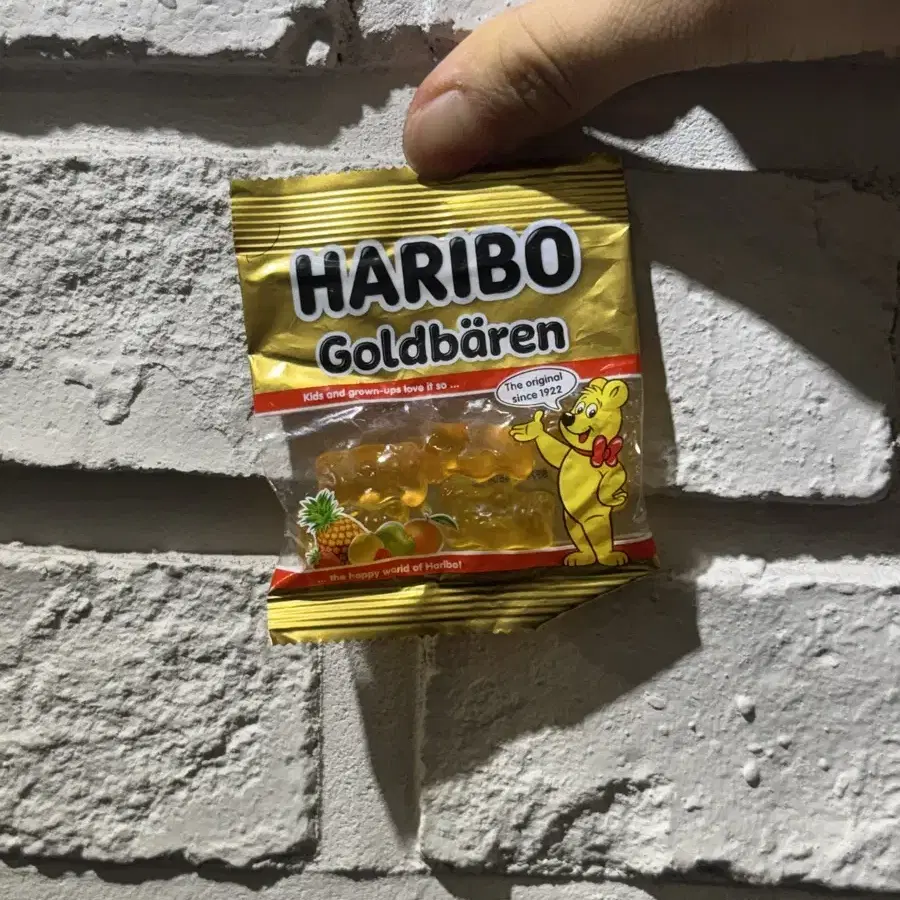 HARIBO
Goldbären
Kids and grown-ups love it so ...
The original
since 1922
... the happy world of Haribo!